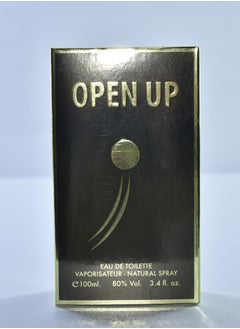 OPEN UP
EAU DE TOILETTE
VAPORISATEUR - NATURAL SPRAY
℮100ml. 80% Vol. 3.4 fl. oz.